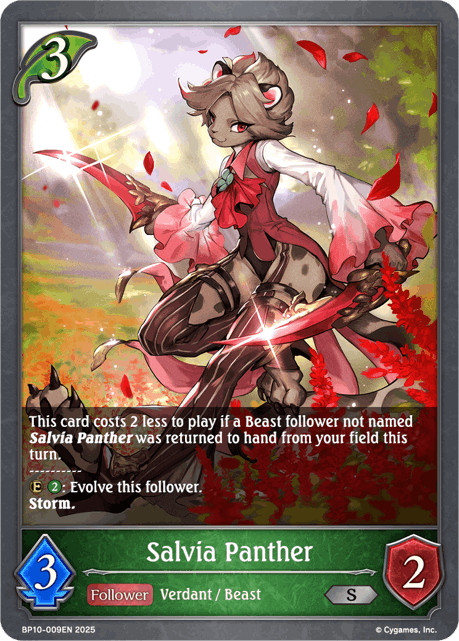 3
This card costs 2 less to play if a Beast follower not named
Salvia Panther was returned to hand from your field this
turn.
----------
E 2: Evolve this follower.
Storm.
Salvia Panther
3
Follower Verdant / Beast
S
2
BP10-009EN 2025
© Cygames, Inc.